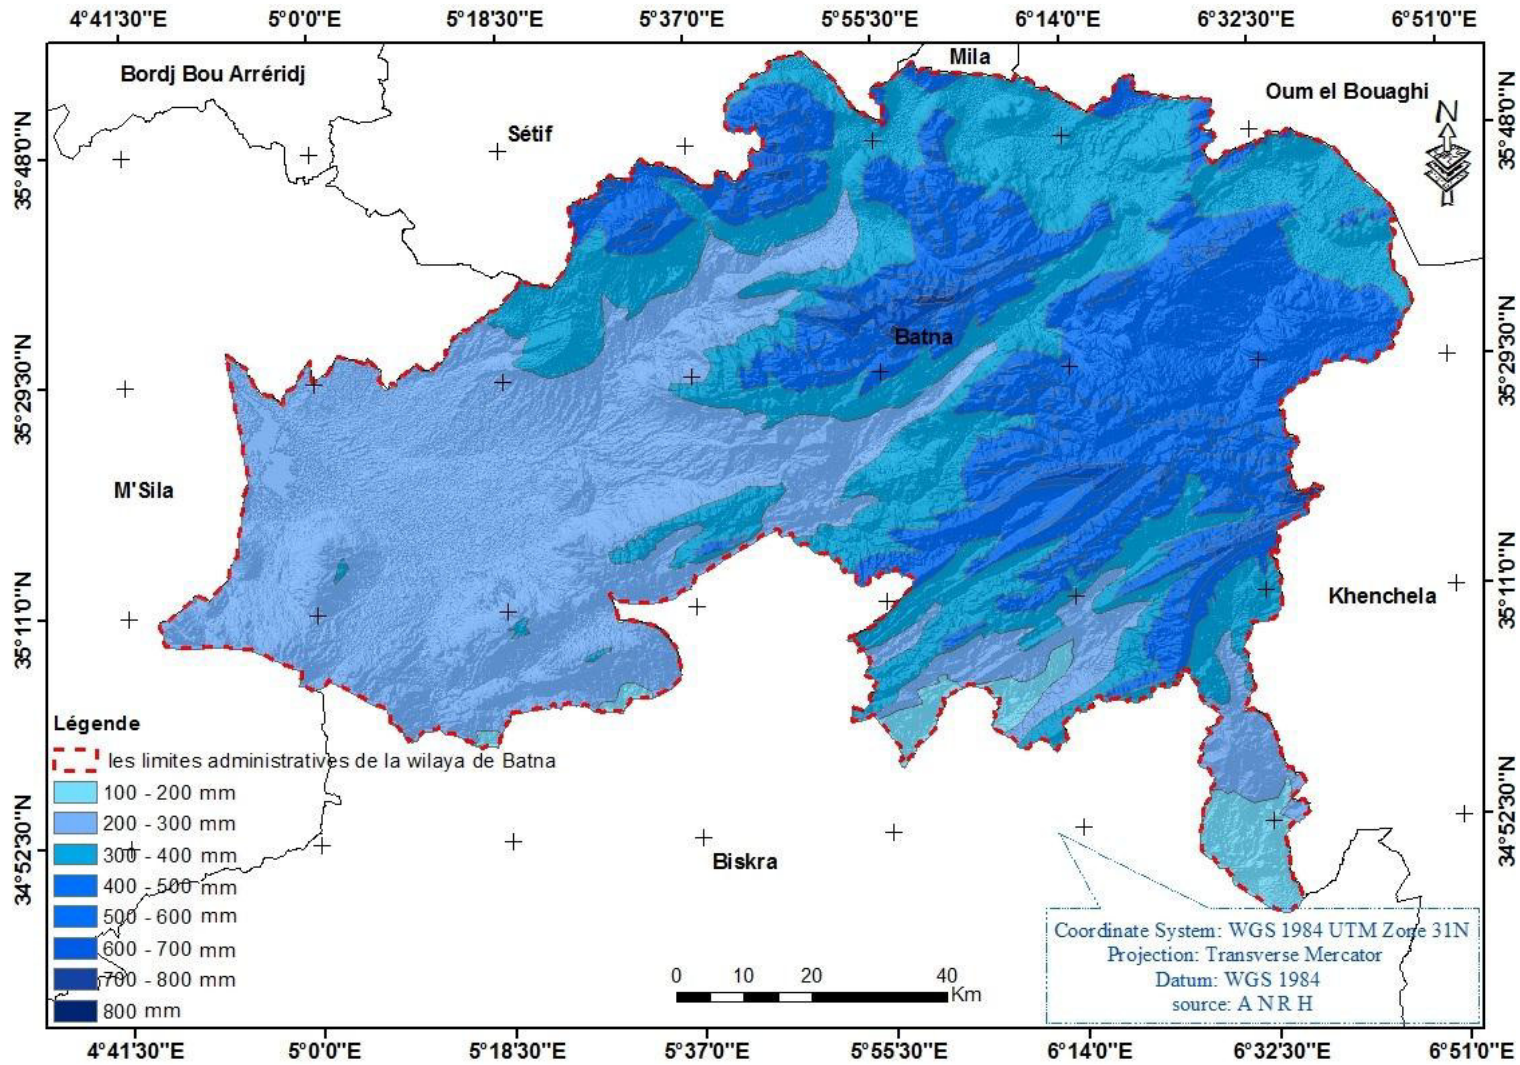 4°41'30"E 5°0'0"E 5°18'30"E 5°37'0"E 5°55'30"E 6°14'0"E 6°32'30"E 6°51'0"E
Mila
Bordj Bou Arréridj
Oum el Bouaghi
N
Sétif
35°48'0"N
35°48'0"N
Batna
35°29'30"N
35°29'30"N
M'Sila
Khenchela
35°11'0"N
35°11'0"N
Légende
les limites administratives de la wilaya de Batna
100 - 200 mm
200 - 300 mm
300 - 400 mm
400 - 500 mm
500 - 600 mm
600 - 700 mm
700 - 800 mm
800 mm
34°52'30"N
34°52'30"N
Biskra
0 10 20 40
Km
Coordinate System: WGS 1984 UTM Zone 31N
Projection: Transverse Mercator
Datum: WGS 1984
source: A N R H
4°41'30"E 5°0'0"E 5°18'30"E 5°37'0"E 5°55'30"E 6°14'0"E 6°32'30"E 6°51'0"E